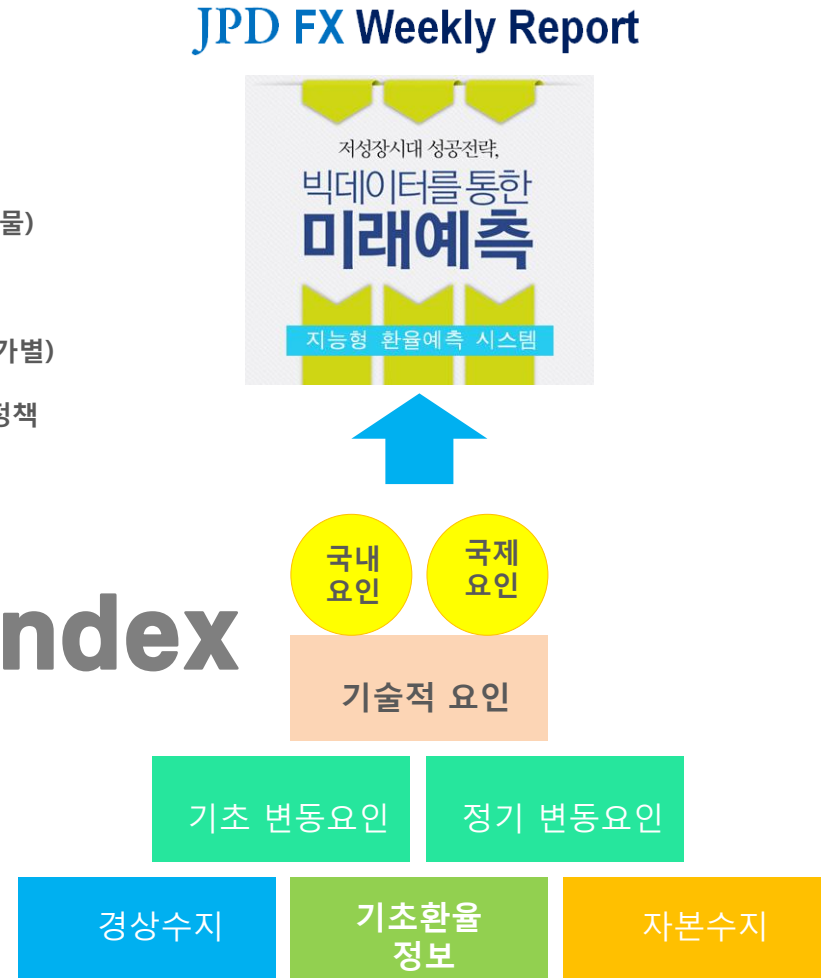 JPD FX Weekly Report
저성장시대 성공전략,
빅데이터를 통한
미래예측
물)
지능형 환율예측 시스템
가별)
정책
국내
요인
국제
요인
ndex
기술적 요인
기초 변동요인
정기 변동요인
경상수지
기초환율
정보
자본수지